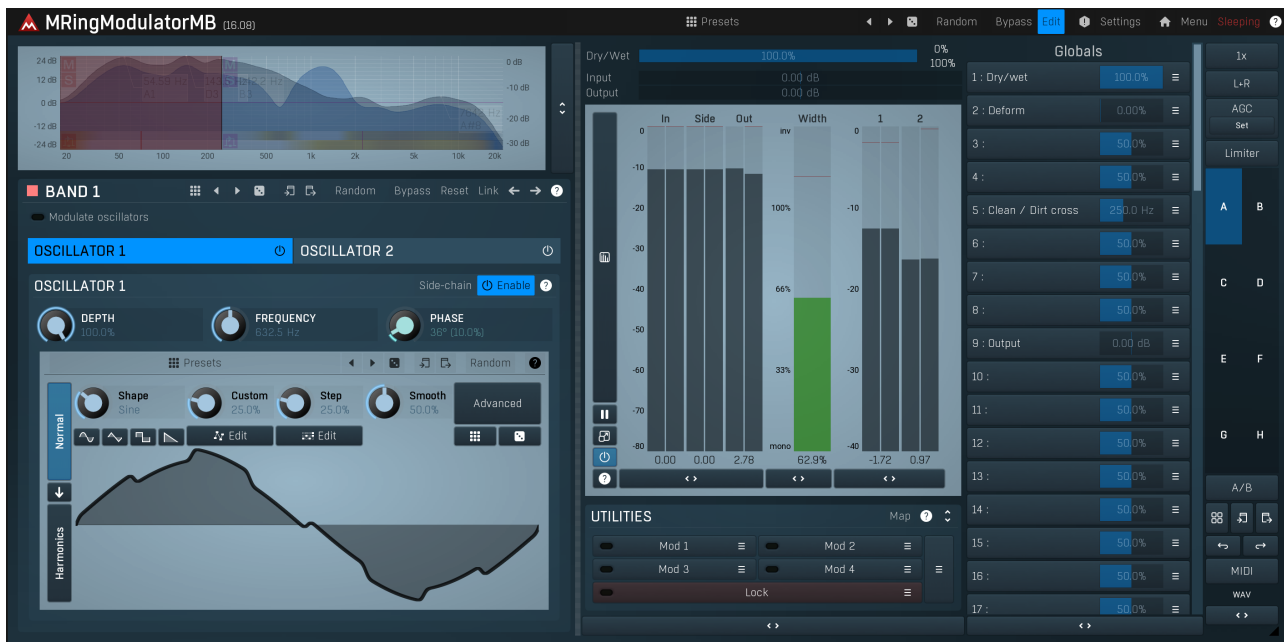 MRingModulatorMB (16.08)
Presets
Random Bypass Edit Settings Menu Sleeping ?
24 dB
12 dB
0 dB
-12 dB
-24 dB
0 dB
-10 dB
-20 dB
-30 dB
20 50 100 200 500 1k 2k 5k 10k 20k
BAND 1
Random Bypass Reset Link ?
Modulate oscillators
OSCILLATOR 1
OSCILLATOR 2
OSCILLATOR 1
Side-chain Enable ?
DEPTH
100.0%
FREQUENCY
632.5 Hz
PHASE
36° (10.0%)
Presets
Random ?
Normal
Harmonics
Shape
Sine
Custom
25.0%
Step
25.0%
Smooth
50.0%
Advanced
Edit
Edit
Dry/Wet 100.0% 0%
100%
Input 0.00 dB
Output 0.00 dB
In Side Out Width 1 2
0 inv 0
-10
-20 100% -10
-30
-40 66% -20
-50
-60 33% -30
-70
-80 mono -40
0.00 0.00 2.78 62.9% -1.72 0.97
?
UTILITIES
Map ?
Mod 1
Mod 2
Mod 3
Mod 4
Lock
Globals
1 : Dry/wet 100.0%
2 : Deform 0.00%
3 : 50.0%
4 : 50.0%
5 : Clean / Dirt cross 250.0 Hz
6 : 50.0%
7 : 50.0%
8 : 50.0%
9 : Output 0.00 dB
10 : 50.0%
11 : 50.0%
12 : 50.0%
13 : 50.0%
14 : 50.0%
15 : 50.0%
16 : 50.0%
17 : 50.0%
1x
L+R
AGC
Set
Limiter
A B
C D
E F
G H
A/B
MIDI
WAV